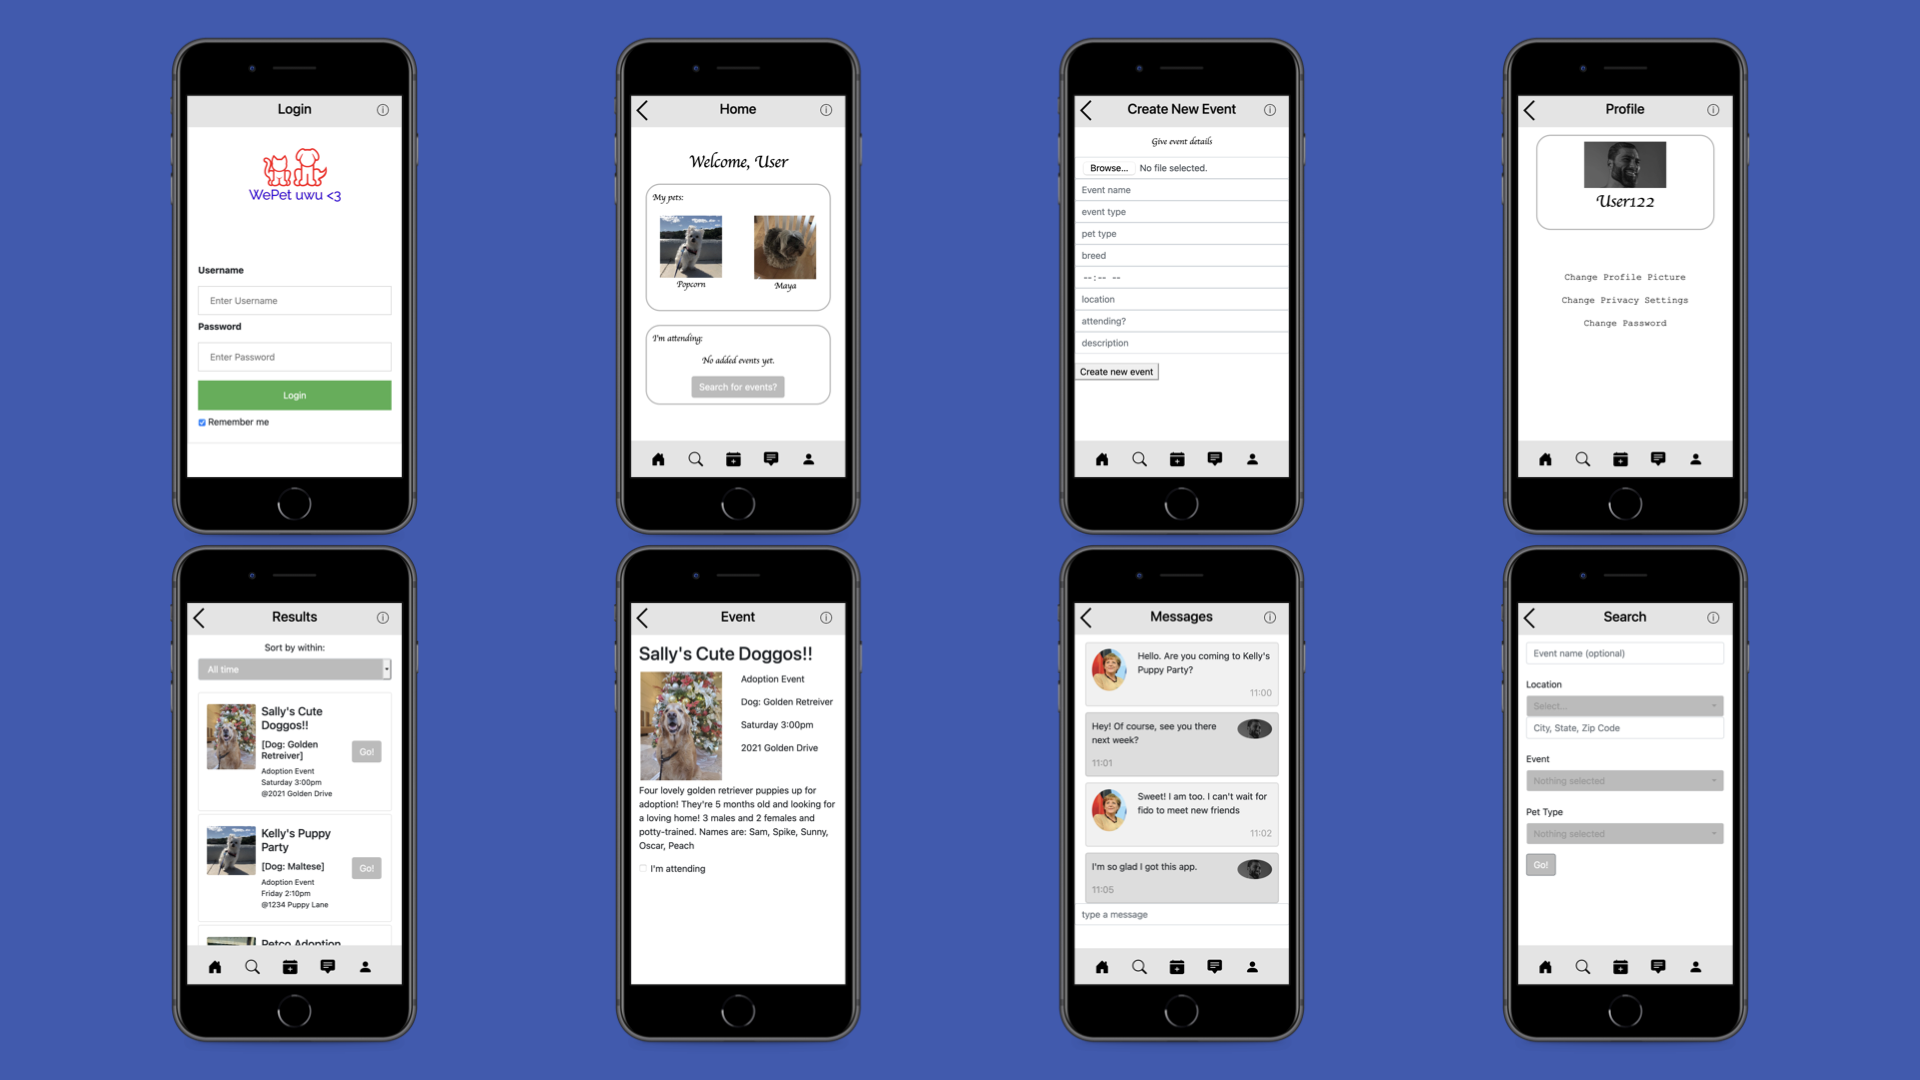 Login
WePet uwu <3
Username
Enter Username
Password
Enter Password
Login
Remember me
Home
Welcome, User
My pets:
Popcorn
Maya
I'm attending:
No added events yet.
Search for events?
Create New Event
Give event details
Browse... No file selected.
Event name
event type
pet type
breed
--:-- --
location
attending?
description
Create new event
Profile
User122
Change Profile Picture
Change Privacy Settings
Change Password
Results
Sort by within:
All time
Sally's Cute
Doggos!!
[Dog: Golden
Retreiver]
Adoption Event
Saturday 3:00pm
@2021 Golden Drive
Go!
Kelly's Puppy
Party
[Dog: Maltese]
Adoption Event
Friday 2:10pm
@1234 Puppy Lane
Go!
Petco Adoption
Event
Sally's Cute Doggos!!
Adoption Event
Dog: Golden Retreiver
Saturday 3:00pm
2021 Golden Drive
Four lovely golden retriever puppies up for
adoption! They're 5 months old and looking for
a loving home! 3 males and 2 females and
potty-trained. Names are: Sam, Spike, Sunny,
Oscar, Peach
I'm attending
Messages
Hello. Are you coming to Kelly's
Puppy Party?
11:00
Hey! Of course, see you there
next week?
11:01
Sweet! I am too. I can't wait for
fido to meet new friends
11:02
I'm so glad I got this app.
11:05
type a message
Search
Event name (optional)
Location
Select...
City, State, Zip Code
Event
Nothing selected
Pet Type
Nothing selected
Go!